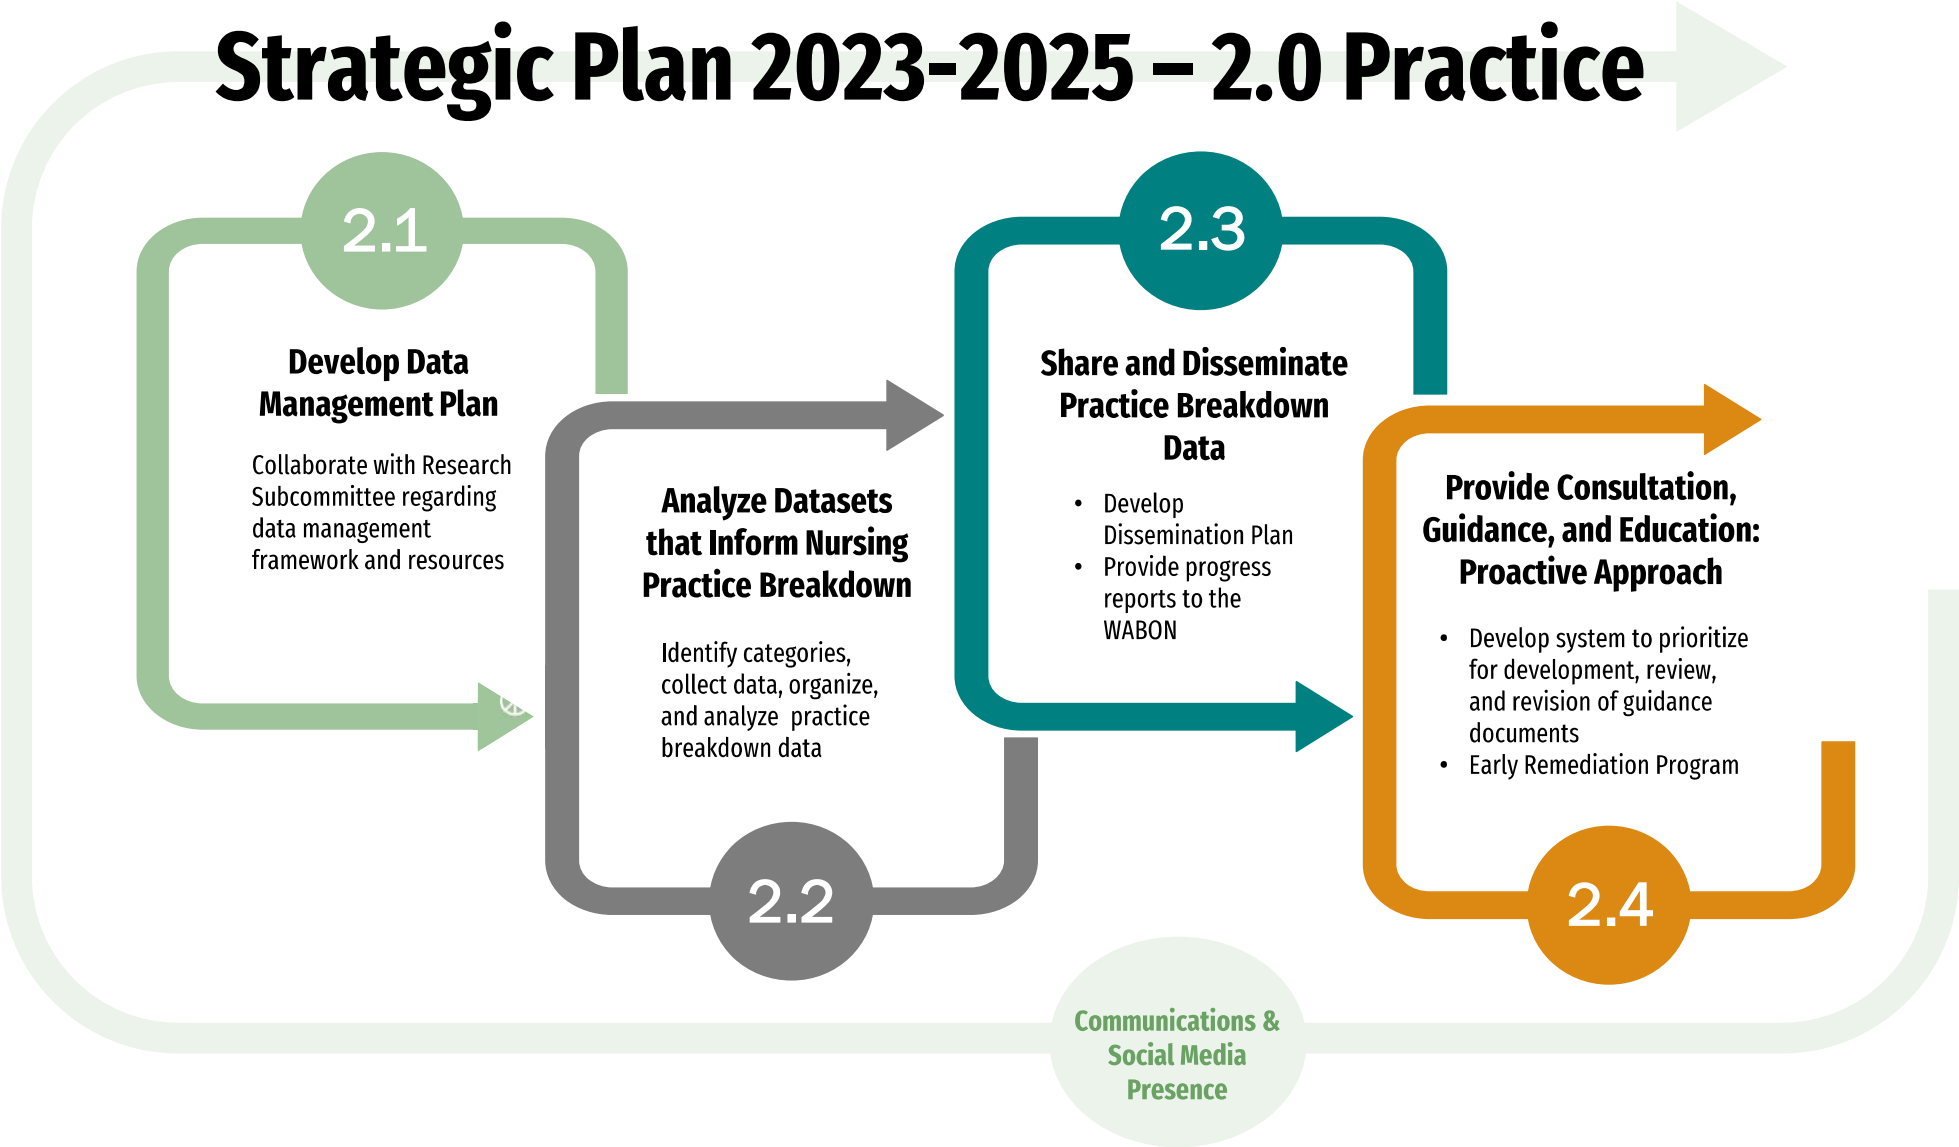 Strategic Plan 2023-2025 – 2.0 Practice
2.1
Develop Data
Management Plan
Collaborate with Research
Subcommittee regarding
data management
framework and resources
Analyze Datasets
that Inform Nursing
Practice Breakdown
Identify categories,
collect data, organize,
and analyze  practice
breakdown data
2.2
2.3
Share and Disseminate
Practice Breakdown
Data
• Develop
Dissemination Plan
• Provide progress
reports to the
WABON
Provide Consultation,
Guidance, and Education:
Proactive Approach
• Develop system to prioritize
for development, review,
and revision of guidance
documents
• Early Remediation Program
2.4
Communications &
Social Media
Presence